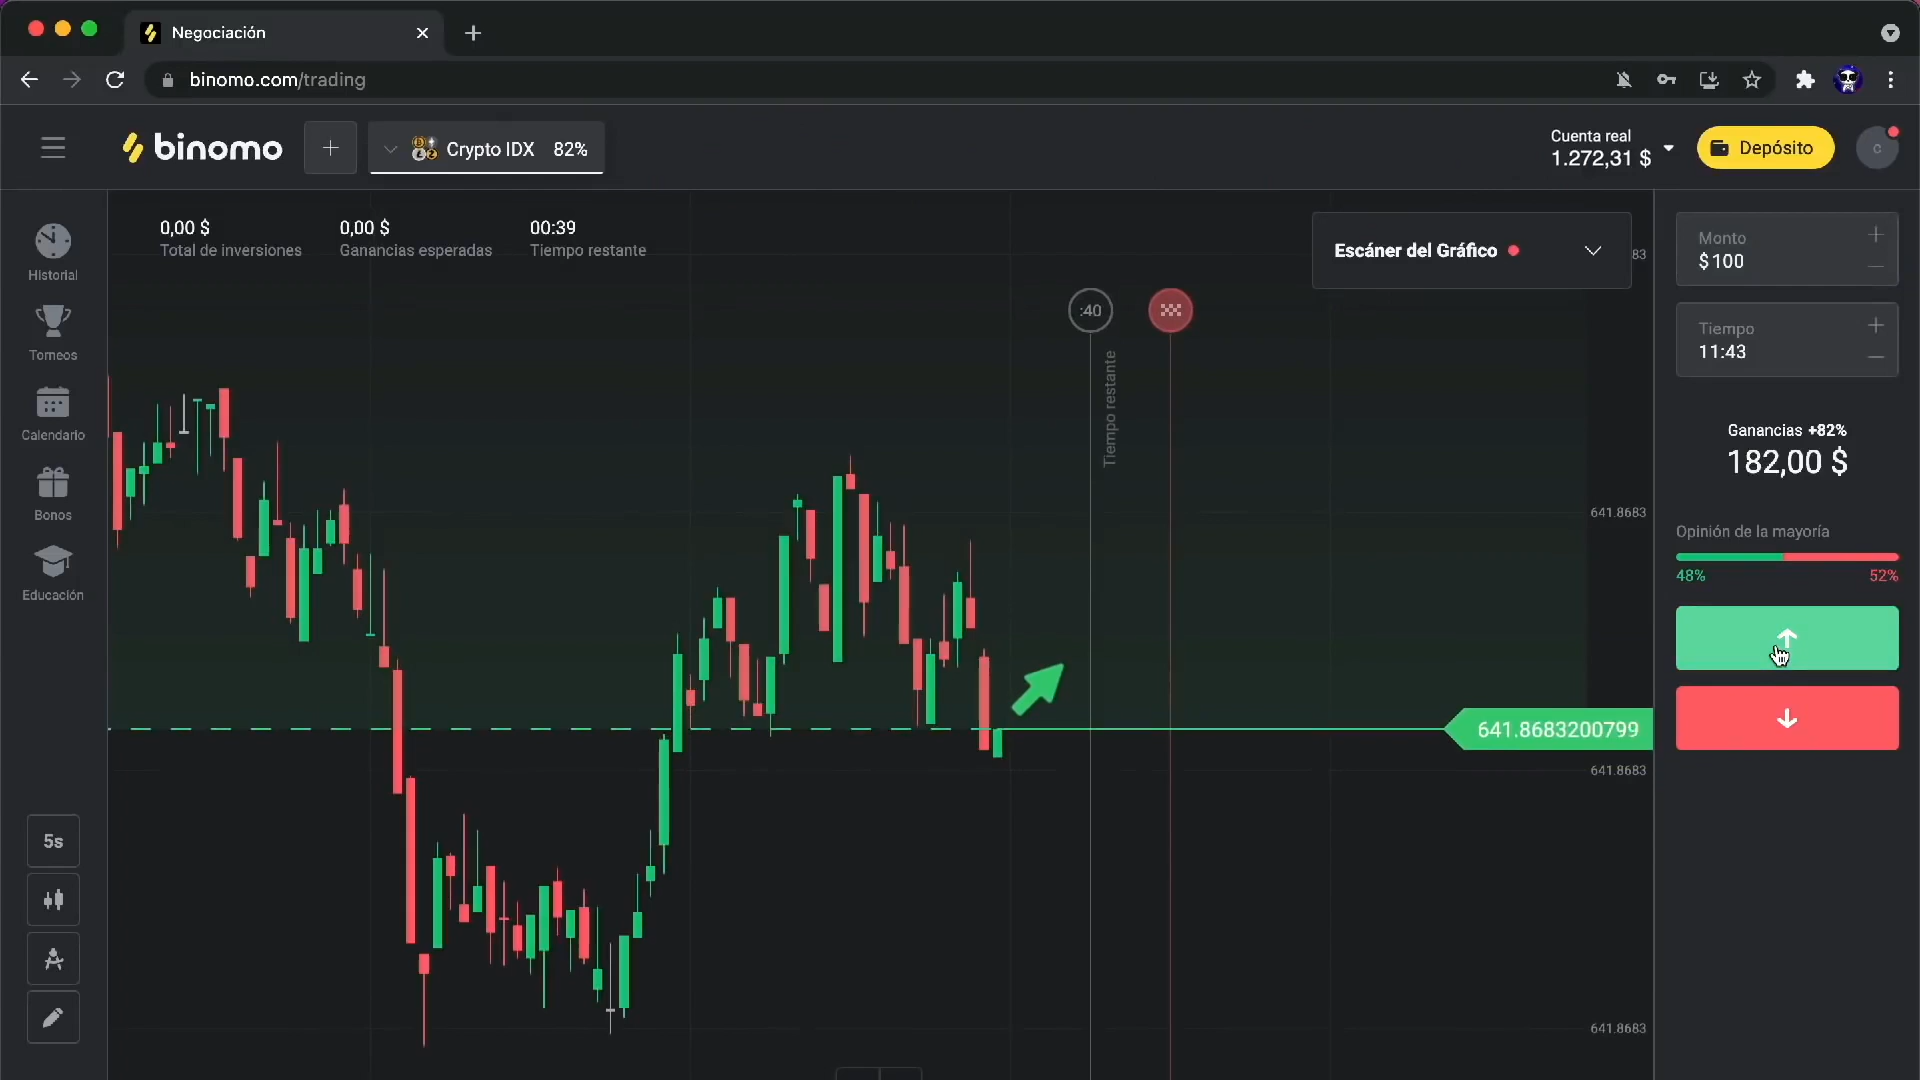 Negociación
binomo.com/trading
binomo
Crypto IDX 82%
Cuenta real
1.272,31 $
Depósito
c
Historial
Torneos
Calendario
Bonos
Educación
5s
0,00 $
Total de inversiones
0,00 $
Ganancias esperadas
00:39
Tiempo restante
Escáner del Gráfico
83
:40
Tiempo restante
641.8683
641.8683200799
641.8683
641.8683
Monto
$100
Tiempo
11:43
Ganancias +82%
182,00 $
Opinión de la mayoría
48% 52%